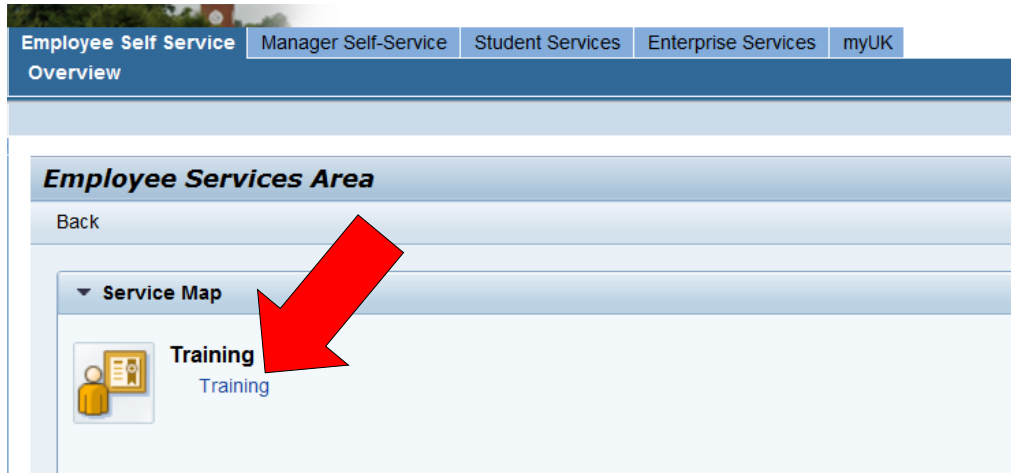 Employee Self Service Manager Self-Service Student Services Enterprise Services myUK
Overview
Employee Services Area
Back
Service Map
Training
Training